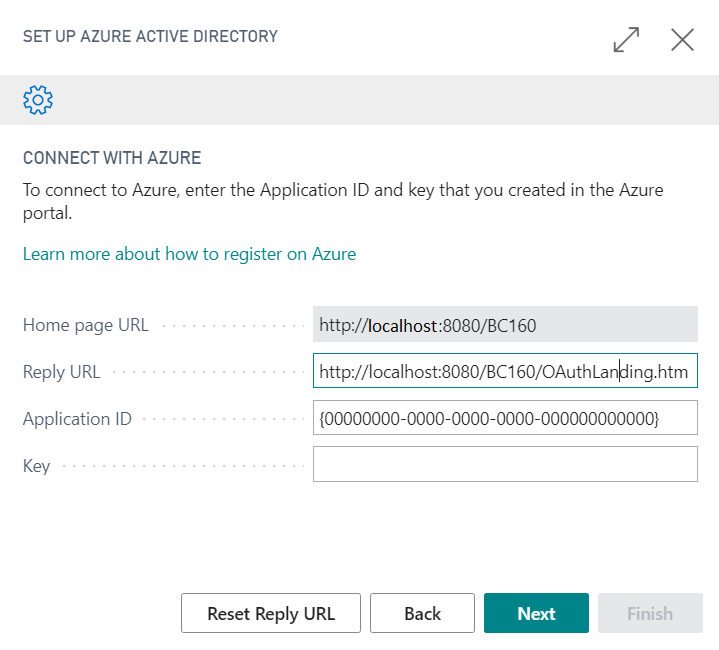 SET UP AZURE ACTIVE DIRECTORY
CONNECT WITH AZURE
To connect to Azure, enter the Application ID and key that you created in the Azure
portal.
Learn more about how to register on Azure
Home page URL http://localhost:8080/BC160
Reply URL http://localhost:8080/BC160/OAuthLanding.htm
Application ID {00000000-0000-0000-0000-000000000000}
Key
Reset Reply URL Back Next Finish